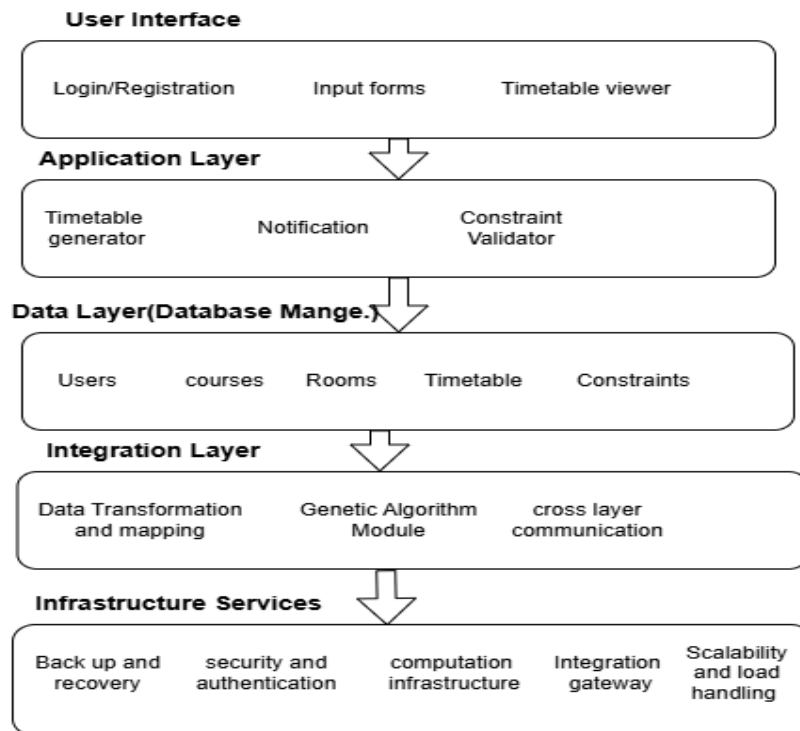 User Interface
Login/Registration Input forms Timetable viewer
Application Layer
Timetable generator
Notification
Constraint Validator
Data Layer(Database Mange.)
Users courses Rooms Timetable Constraints
Integration Layer
Data Transformation
and mapping
Genetic Algorithm
Module
cross layer
communication
Infrastructure Services
Back up and
recovery
security and
authentication
computation
infrastructure
Integration
gateway
Scalability
and load
handling